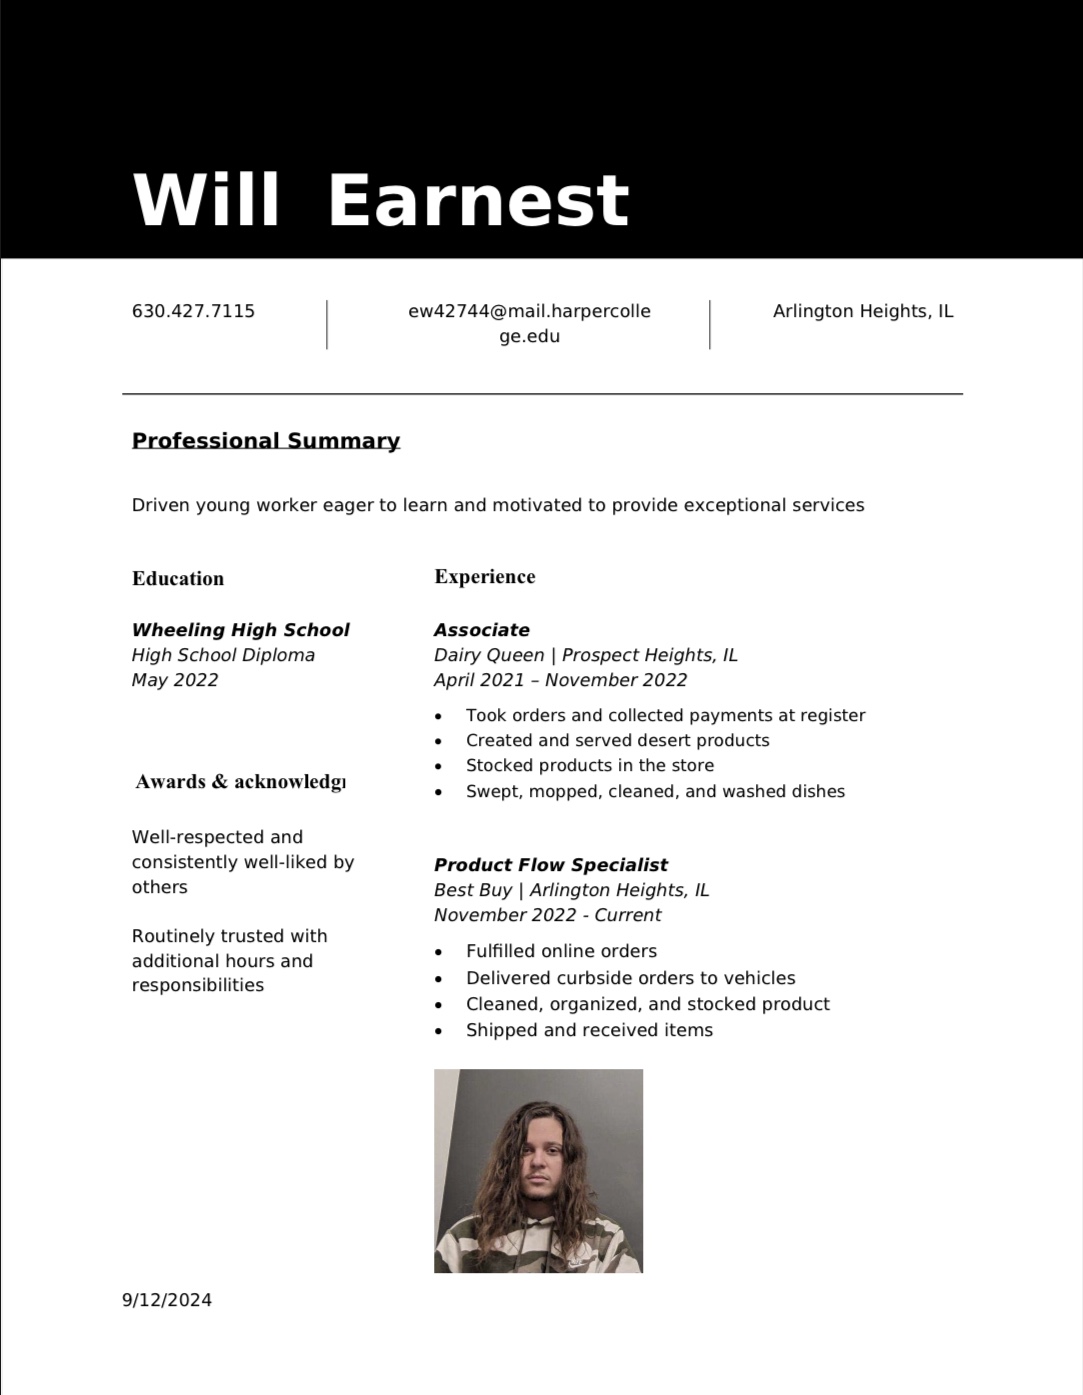 Will Earnest
630.427.7115
ew42744@mail.harpercolle
ge.edu
Arlington Heights, IL
Professional Summary
Driven young worker eager to learn and motivated to provide exceptional services
Education
Wheeling High School
High School Diploma
May 2022
Awards & acknowledg
Well-respected and
consistently well-liked by
others
Routinely trusted with
additional hours and
responsibilities
Experience
Associate
Dairy Queen | Prospect Heights, IL
April 2021 – November 2022
• Took orders and collected payments at register
• Created and served desert products
• Stocked products in the store
• Swept, mopped, cleaned, and washed dishes
Product Flow Specialist
Best Buy | Arlington Heights, IL
November 2022 - Current
• Fulfilled online orders
• Delivered curbside orders to vehicles
• Cleaned, organized, and stocked product
• Shipped and received items
9/12/2024